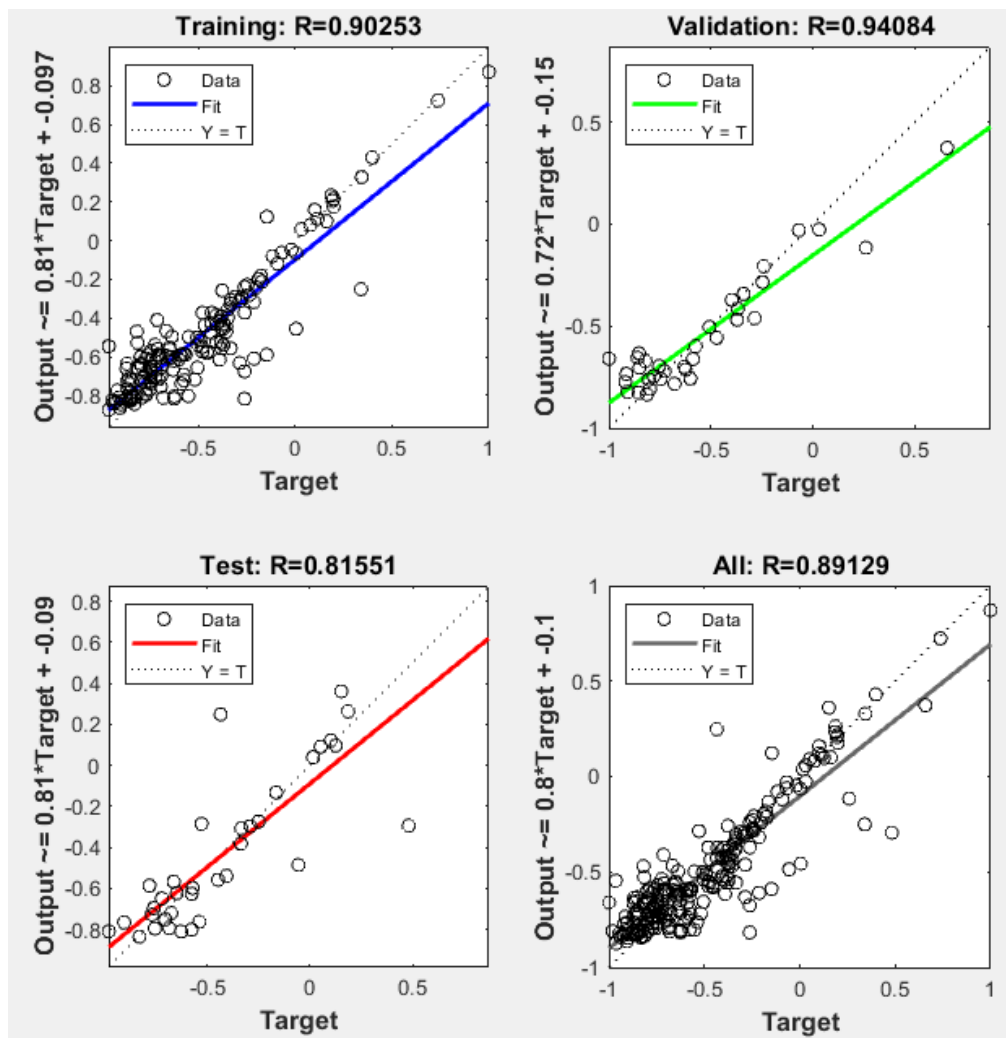 Training: R=0.90253
Output ~= 0.81*Target + -0.097
Data
Fit
Y = T
0.8
0.6
0.4
0.2
0
-0.2
-0.4
-0.6
-0.8
-0.5
0
0.5
1
Target
Validation: R=0.94084
Output ~= 0.72*Target + -0.15
Data
Fit
Y = T
0.5
0
-0.5
-1
-1
-0.5
0
0.5
Target
Test: R=0.81551
Output ~= 0.81*Target + -0.09
Data
Fit
Y = T
0.8
0.6
0.4
0.2
0
-0.2
-0.4
-0.6
-0.8
-0.5
0
0.5
Target
All: R=0.89129
Output ~= 0.8*Target + -0.1
Data
Fit
Y = T
1
0.5
0
-0.5
-1
-1
-0.5
0
0.5
1
Target